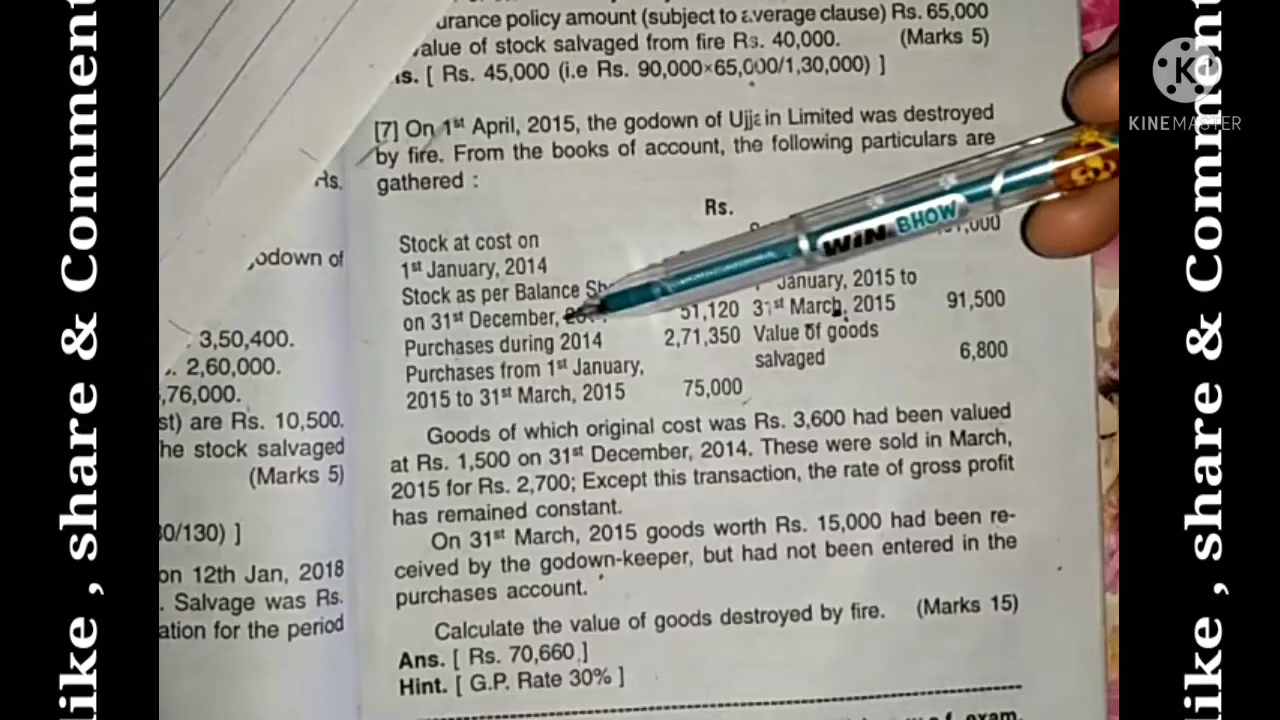 like , share & Comment
urance policy amount (subject to average clause) Rs. 65,000
alue of stock salvaged from fire Rs. 40,000. (Marks 5)
s. [ Rs. 45,000 (i.e Rs. 90,000×65,000/1,30,000) ]
[7] On 1st April, 2015, the godown of Ujjain Limited was destroyed
by fire. From the books of account, the following particulars are
gathered :
Rs.
Stock at cost on
1st January, 2014
Stock as per Balance Sh
on 31st December,
51,120
Purchases during 2014 2,71,350
Purchases from 1st January,
2015 to 31st March, 2015 75,000
,000
January, 2015 to
31st March, 2015 91,500
Value of goods
salvaged 6,800
Goods of which original cost was Rs. 3,600 had been valued
at Rs. 1,500 on 31st December, 2014. These were sold in March,
2015 for Rs. 2,700; Except this transaction, the rate of gross profit
has remained constant.
On 31st March, 2015 goods worth Rs. 15,000 had been re-
ceived by the godown-keeper, but had not been entered in the
purchases account.
Calculate the value of goods destroyed by fire. (Marks 15)
Ans. [ Rs. 70,660 ]
Hint. [ G.P. Rate 30% ]
exam.
Rs.
odown of
3,50,400.
. 2,60,000.
,76,000.
st) are Rs. 10,500.
he stock salvaged
(Marks 5)
0/130) ]
on 12th Jan, 2018
. Salvage was Rs.
ation for the period
WIN BHOW
K
KINEMASTER
like , share & Comment